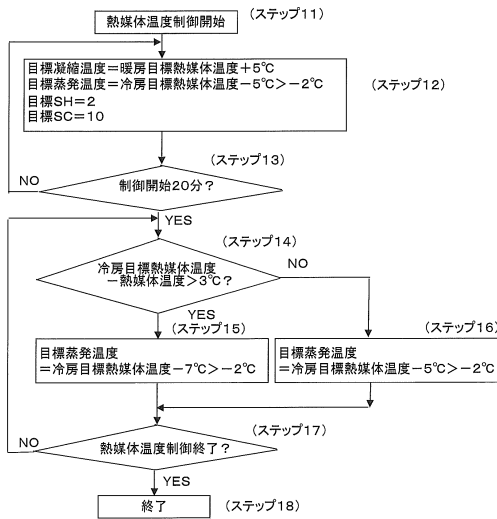 熱媒体温度制御開始
(ステップ11)
目標凝縮温度=暖房目標熱媒体温度+5℃
目標蒸発温度=冷房目標熱媒体温度-5℃>-2℃
目標SH=2
目標SC=10
(ステップ12)
(ステップ13)
制御開始20分?
NO
YES
(ステップ14)
冷房目標熱媒体温度
-熱媒体温度>3℃?
NO
YES
(ステップ15)
目標蒸発温度
=冷房目標熱媒体温度-7℃>-2℃
(ステップ16)
目標蒸発温度
=冷房目標熱媒体温度-5℃>-2℃
(ステップ17)
熱媒体温度制御終了?
NO
YES
終了
(ステップ18)